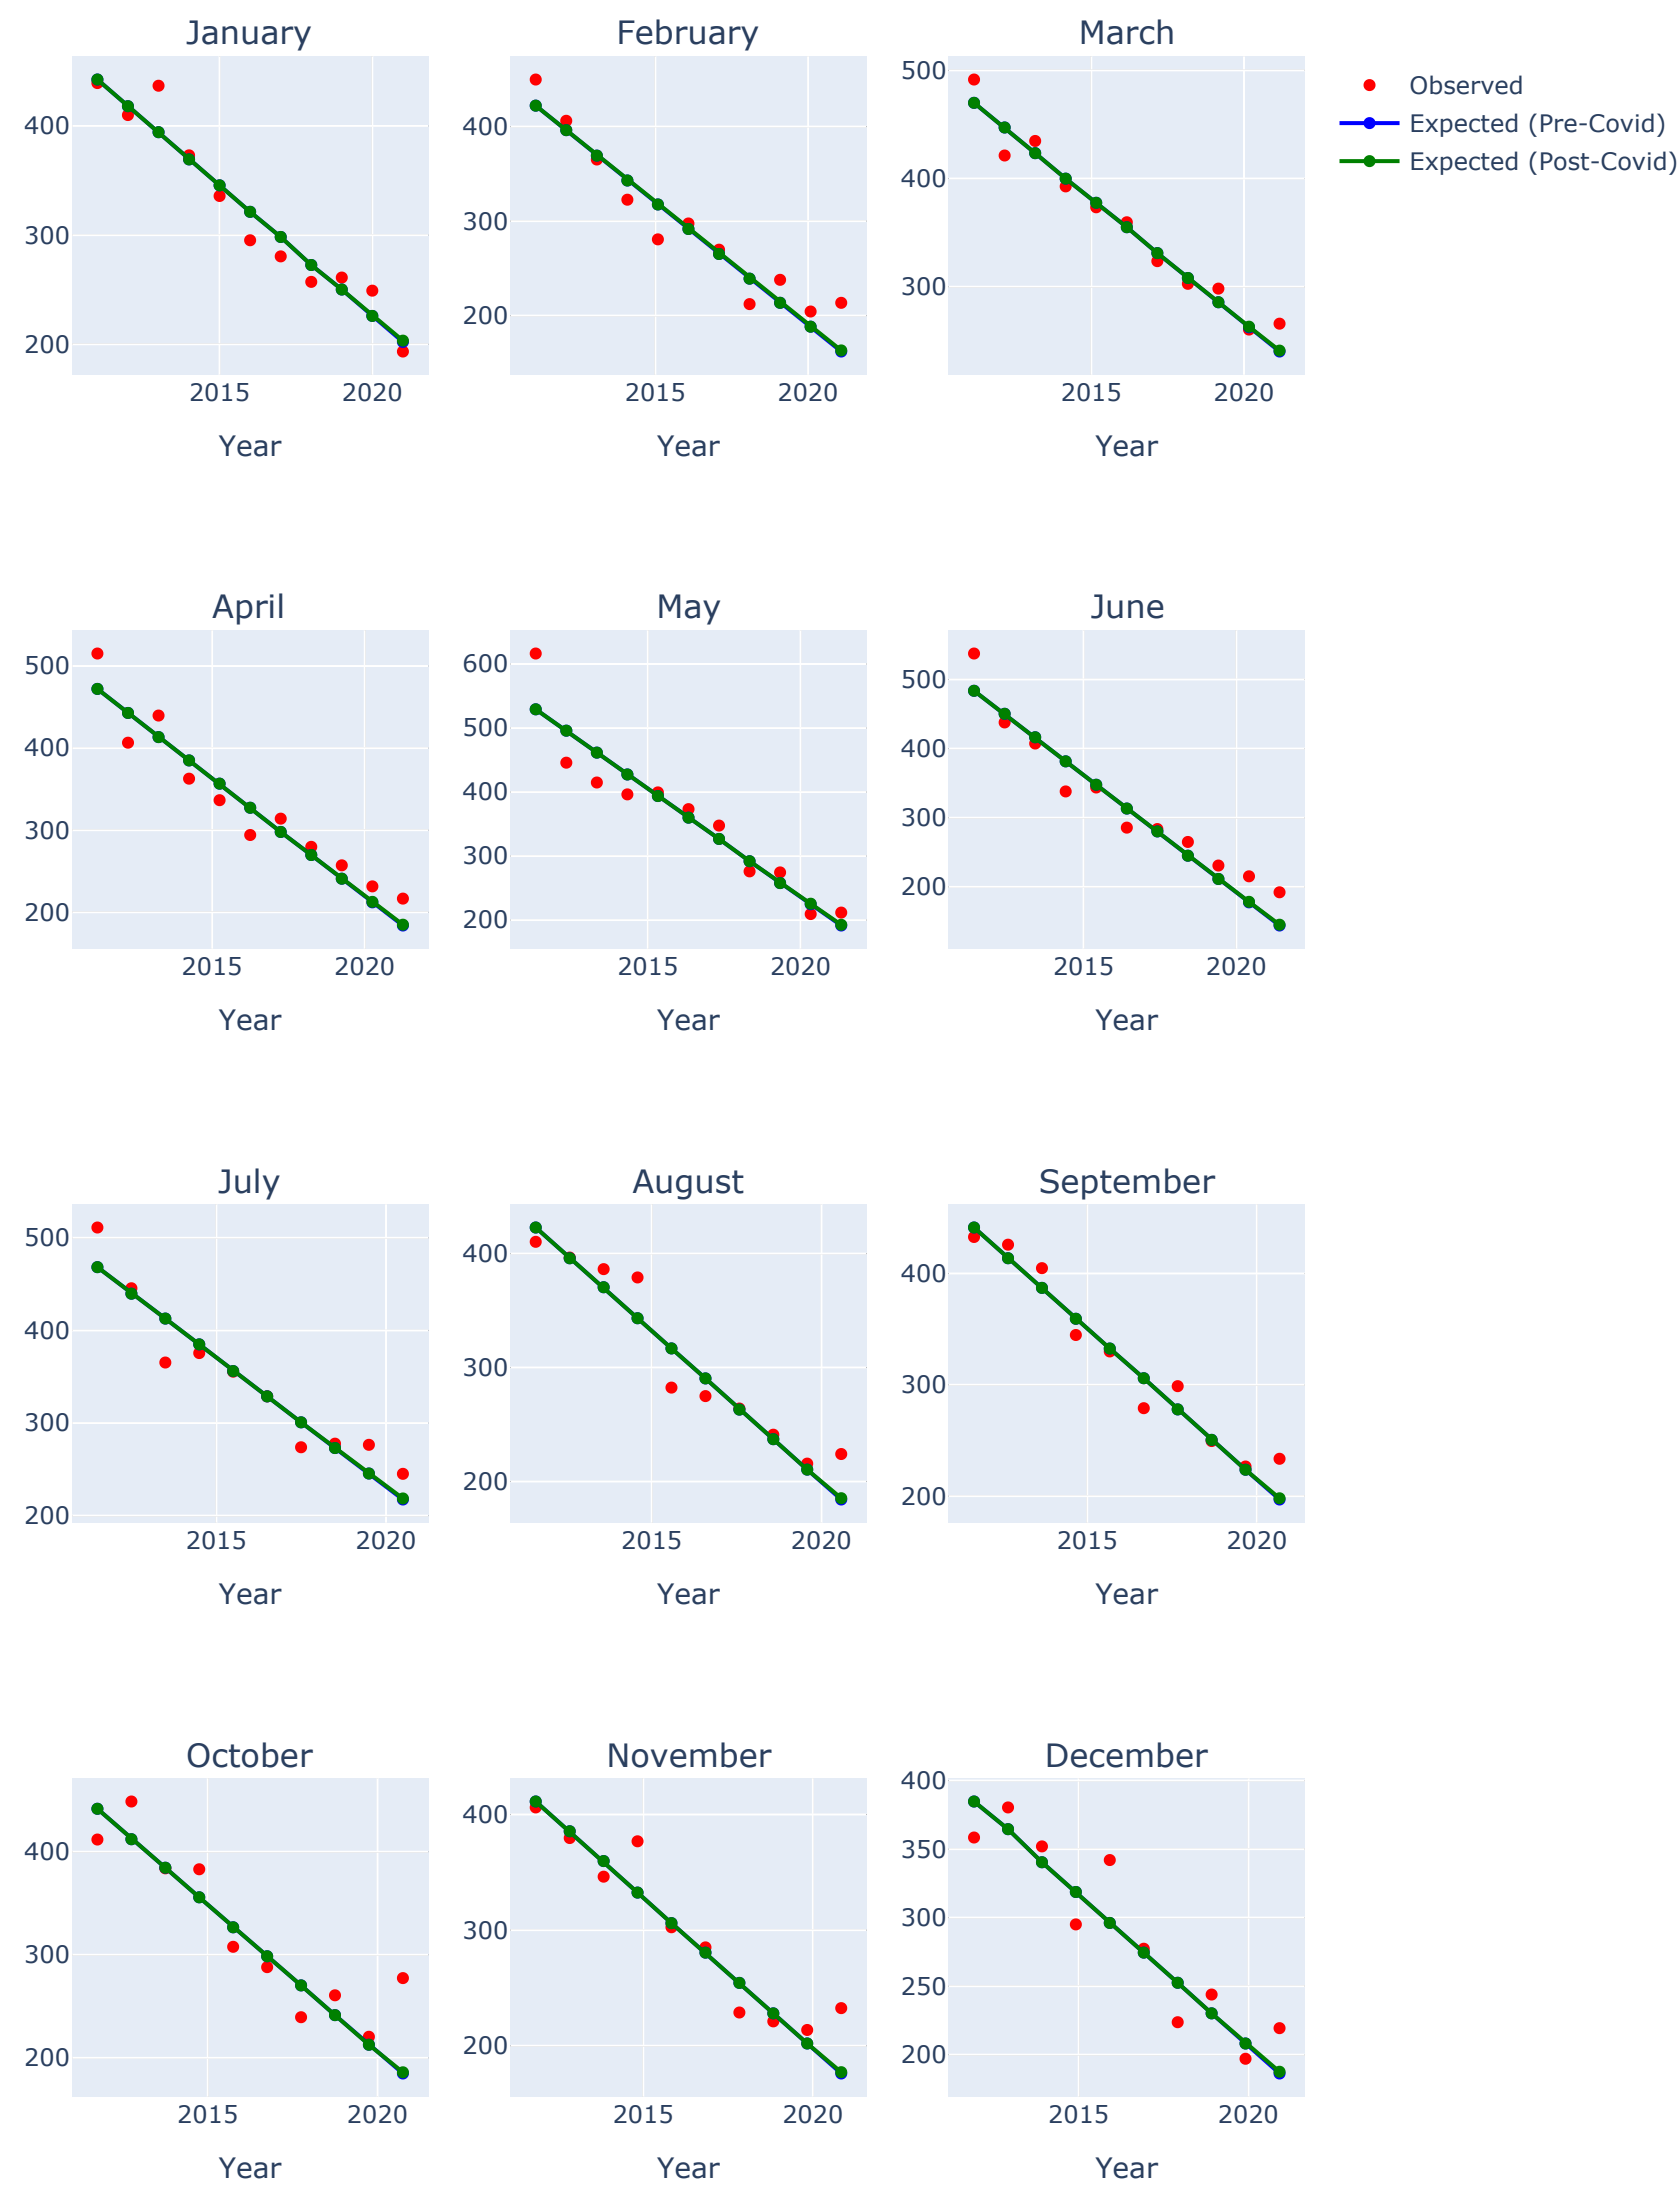 January
February
March
Observed
Expected (Pre-Covid)
Expected (Post-Covid)
400
300
200
2015
2020
Year
400
300
200
2015
2020
Year
500
400
300
2015
2020
Year
April
May
June
500
400
300
200
2015
2020
Year
600
500
400
300
200
2015
2020
Year
500
400
300
200
2015
2020
Year
July
August
September
500
400
300
200
2015
2020
Year
400
300
200
2015
2020
Year
400
300
200
2015
2020
Year
October
November
December
400
300
200
2015
2020
Year
400
300
200
2015
2020
Year
400
350
300
250
200
2015
2020
Year